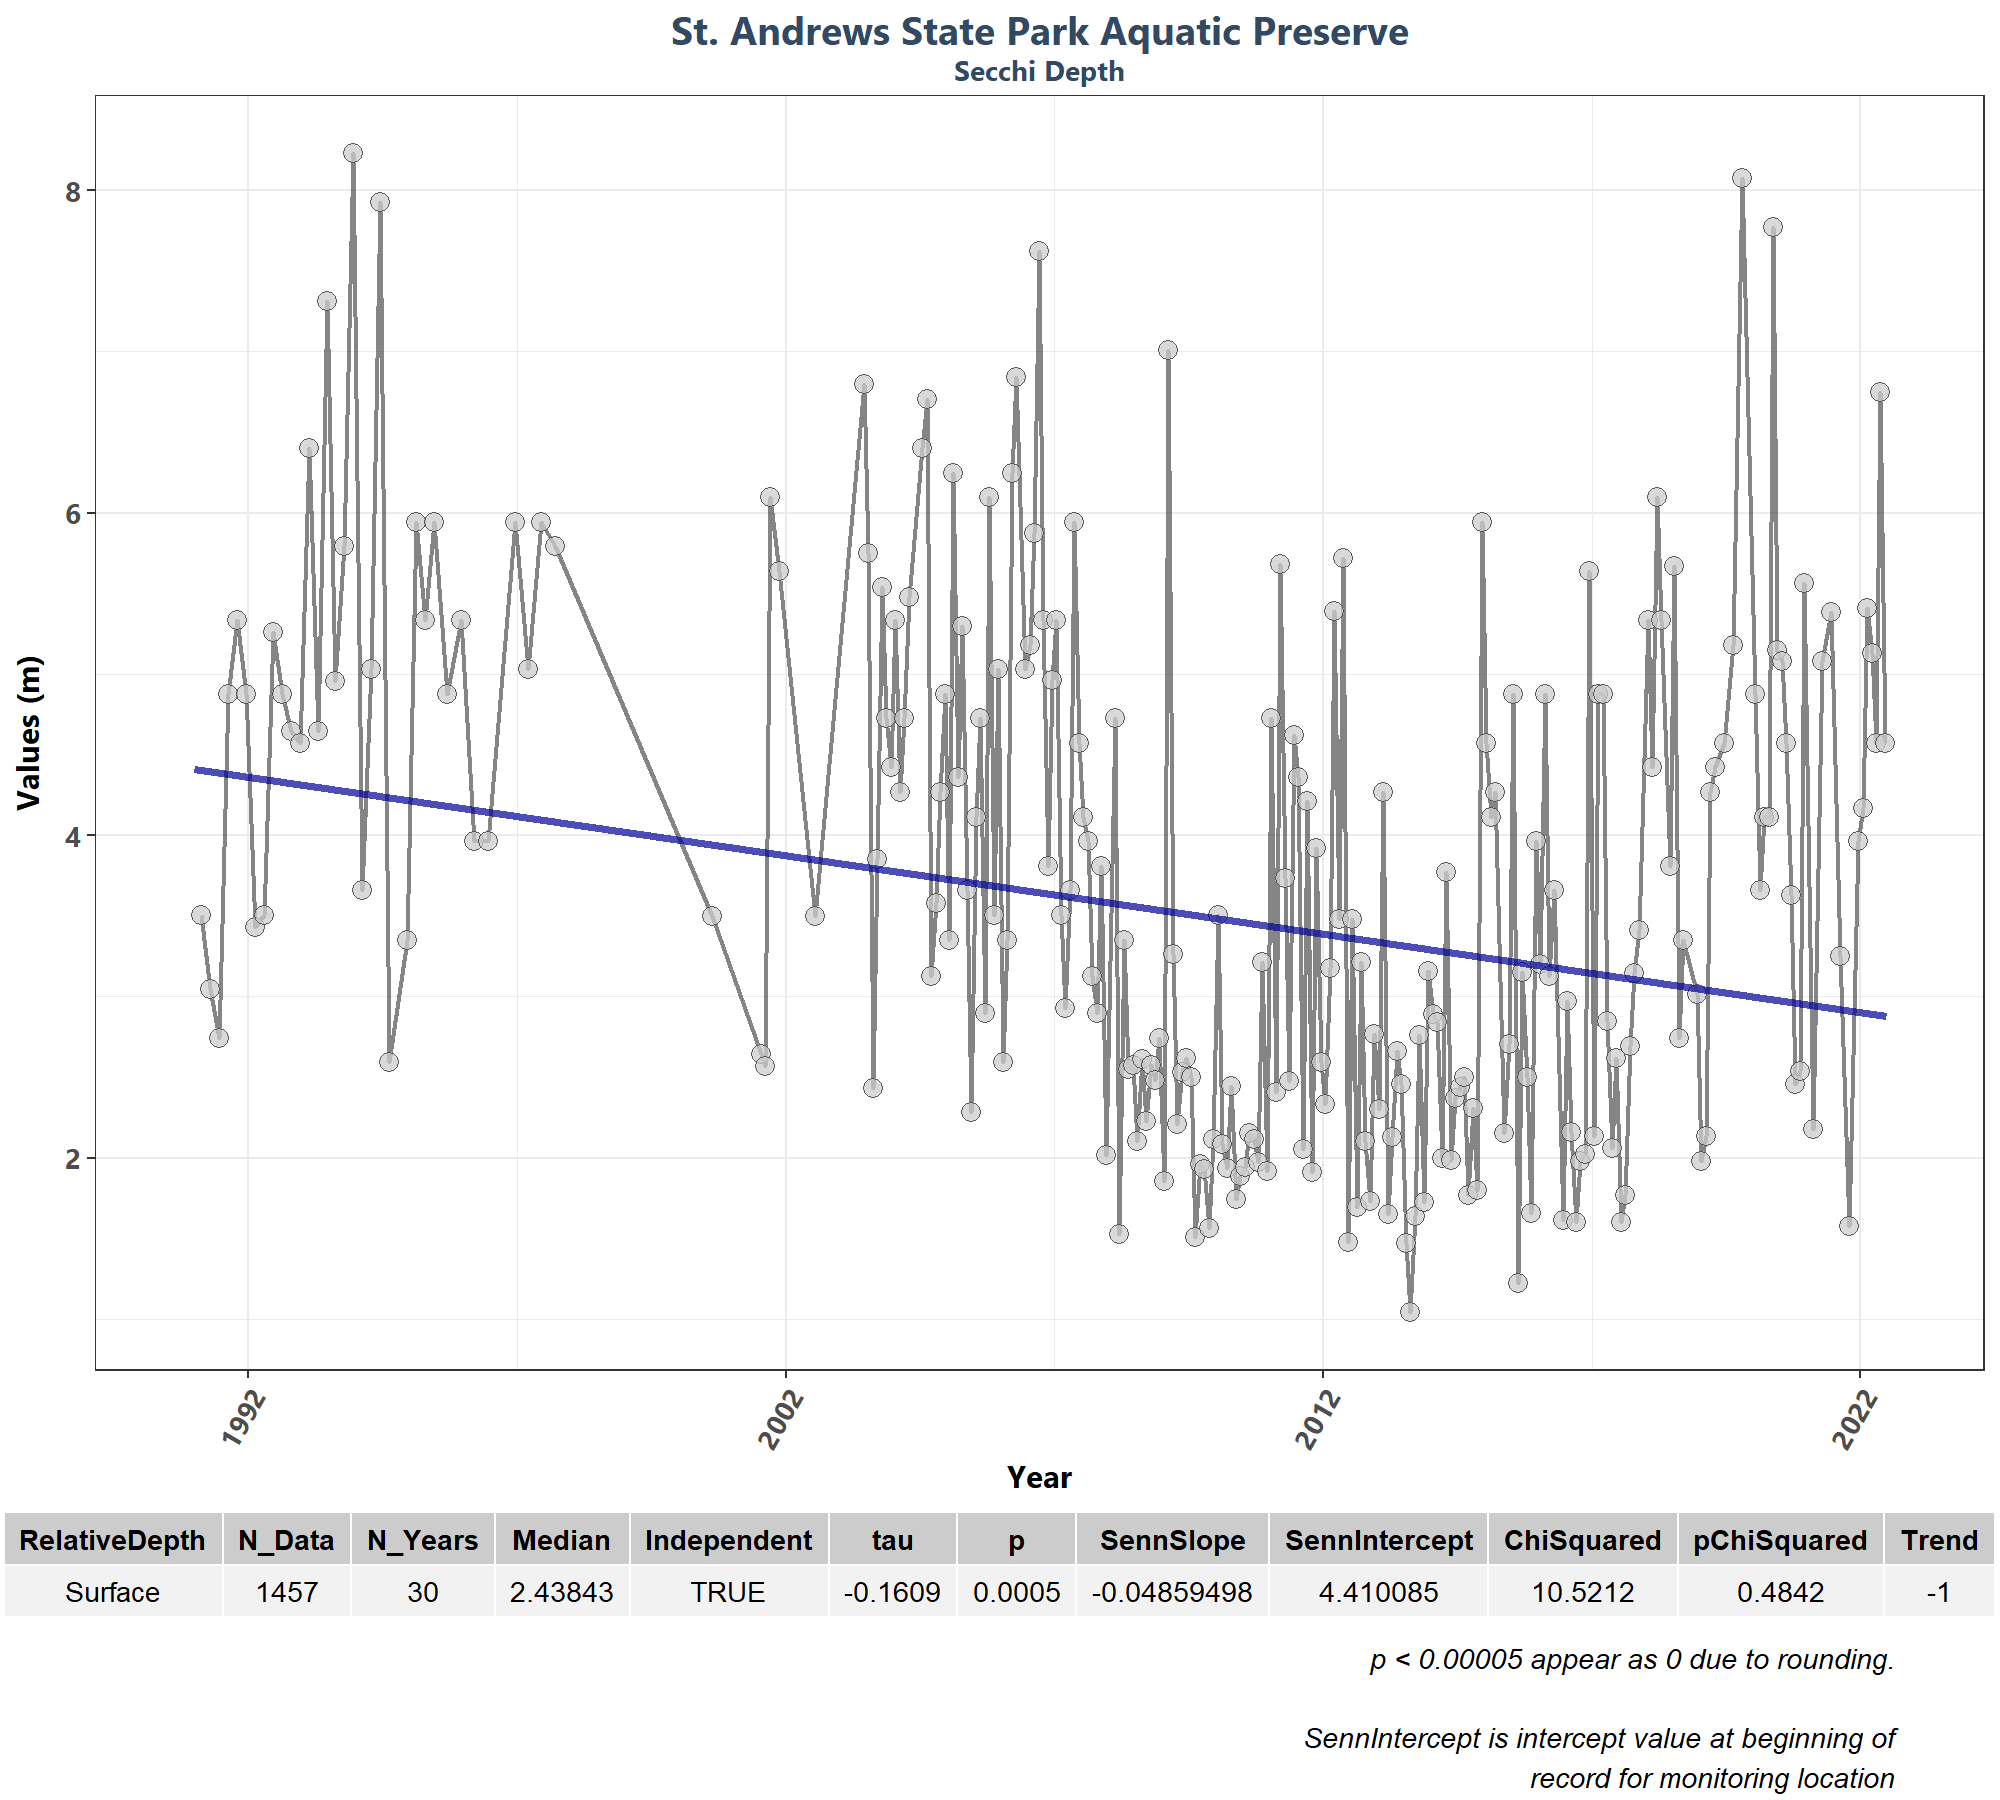 St. Andrews State Park Aquatic Preserve
Secchi Depth
Values (m)
8
6
4
2
1992
2002
2012
2022
Year
RelativeDepth N_Data N_Years Median Independent tau p SennSlope SennIntercept ChiSquared pChiSquared Trend
Surface 1457 30 2.43843 TRUE -0.1609 0.0005 -0.04859498 4.410085 10.5212 0.4842 -1
p < 0.00005 appear as 0 due to rounding.
SennIntercept is intercept value at beginning of
record for monitoring location